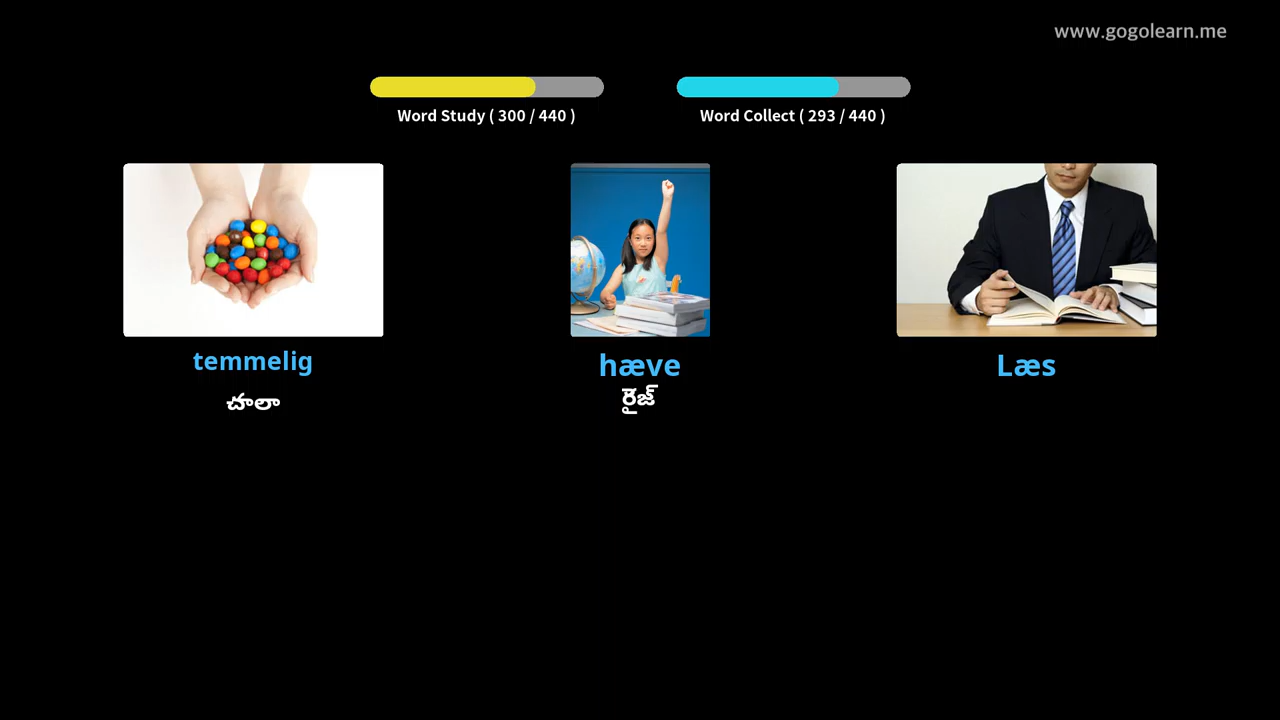 www.gogolearn.me
Word Study ( 300 / 440 )
Word Collect ( 293 / 440 )
temmelig
hæve
Læs
చాలా
రైజ్